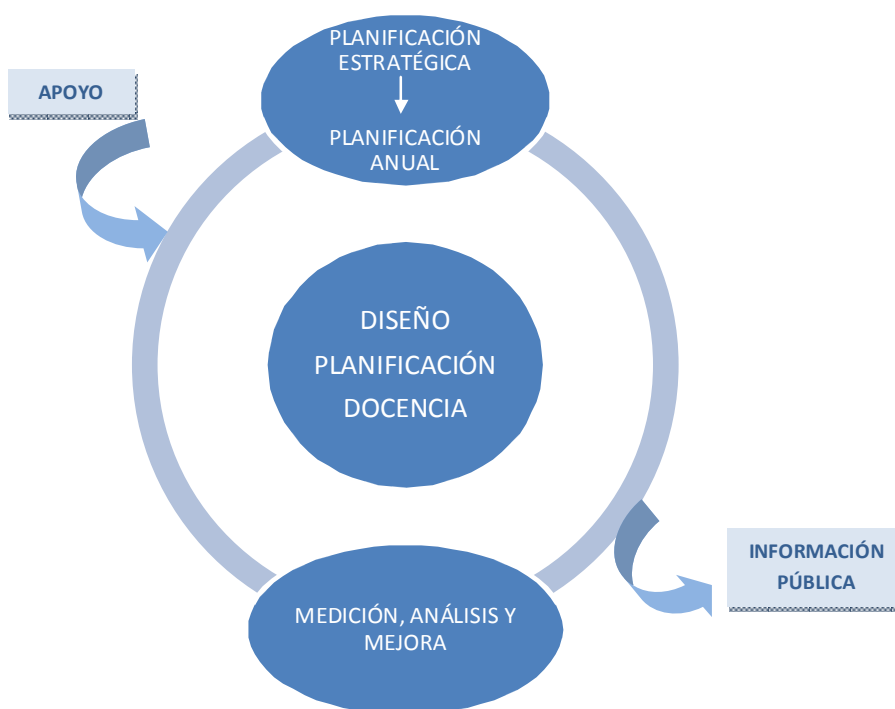 PLANIFICACIÓN
ESTRATÉGICA
PLANIFICACIÓN
ANUAL
APOYO
DISEÑO
PLANIFICACIÓN
DOCENCIA
INFORMACIÓN
PÚBLICA
MEDICIÓN, ANÁLISIS Y
MEJORA